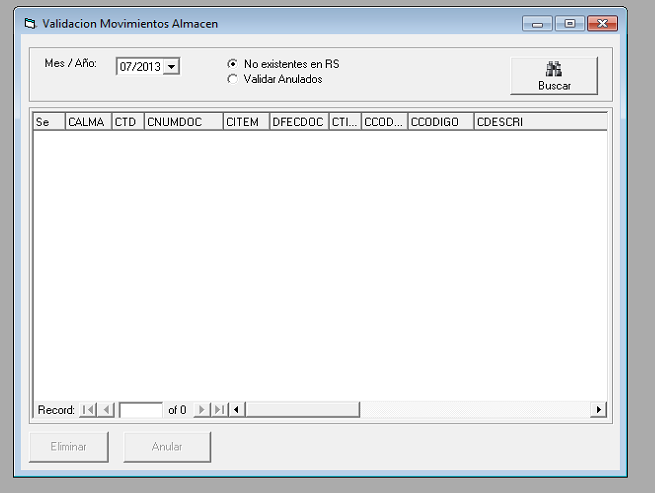 Validacion Movimientos Almacen
Mes / Año:
07/2013
No existentes en RS
Validar Anulados
Buscar
Se CALMA CTD CNUMDOC CITEM DFECDOC CTI... CCOD... CCODIGO CDESCRI
Record: of 0
Eliminar Anular